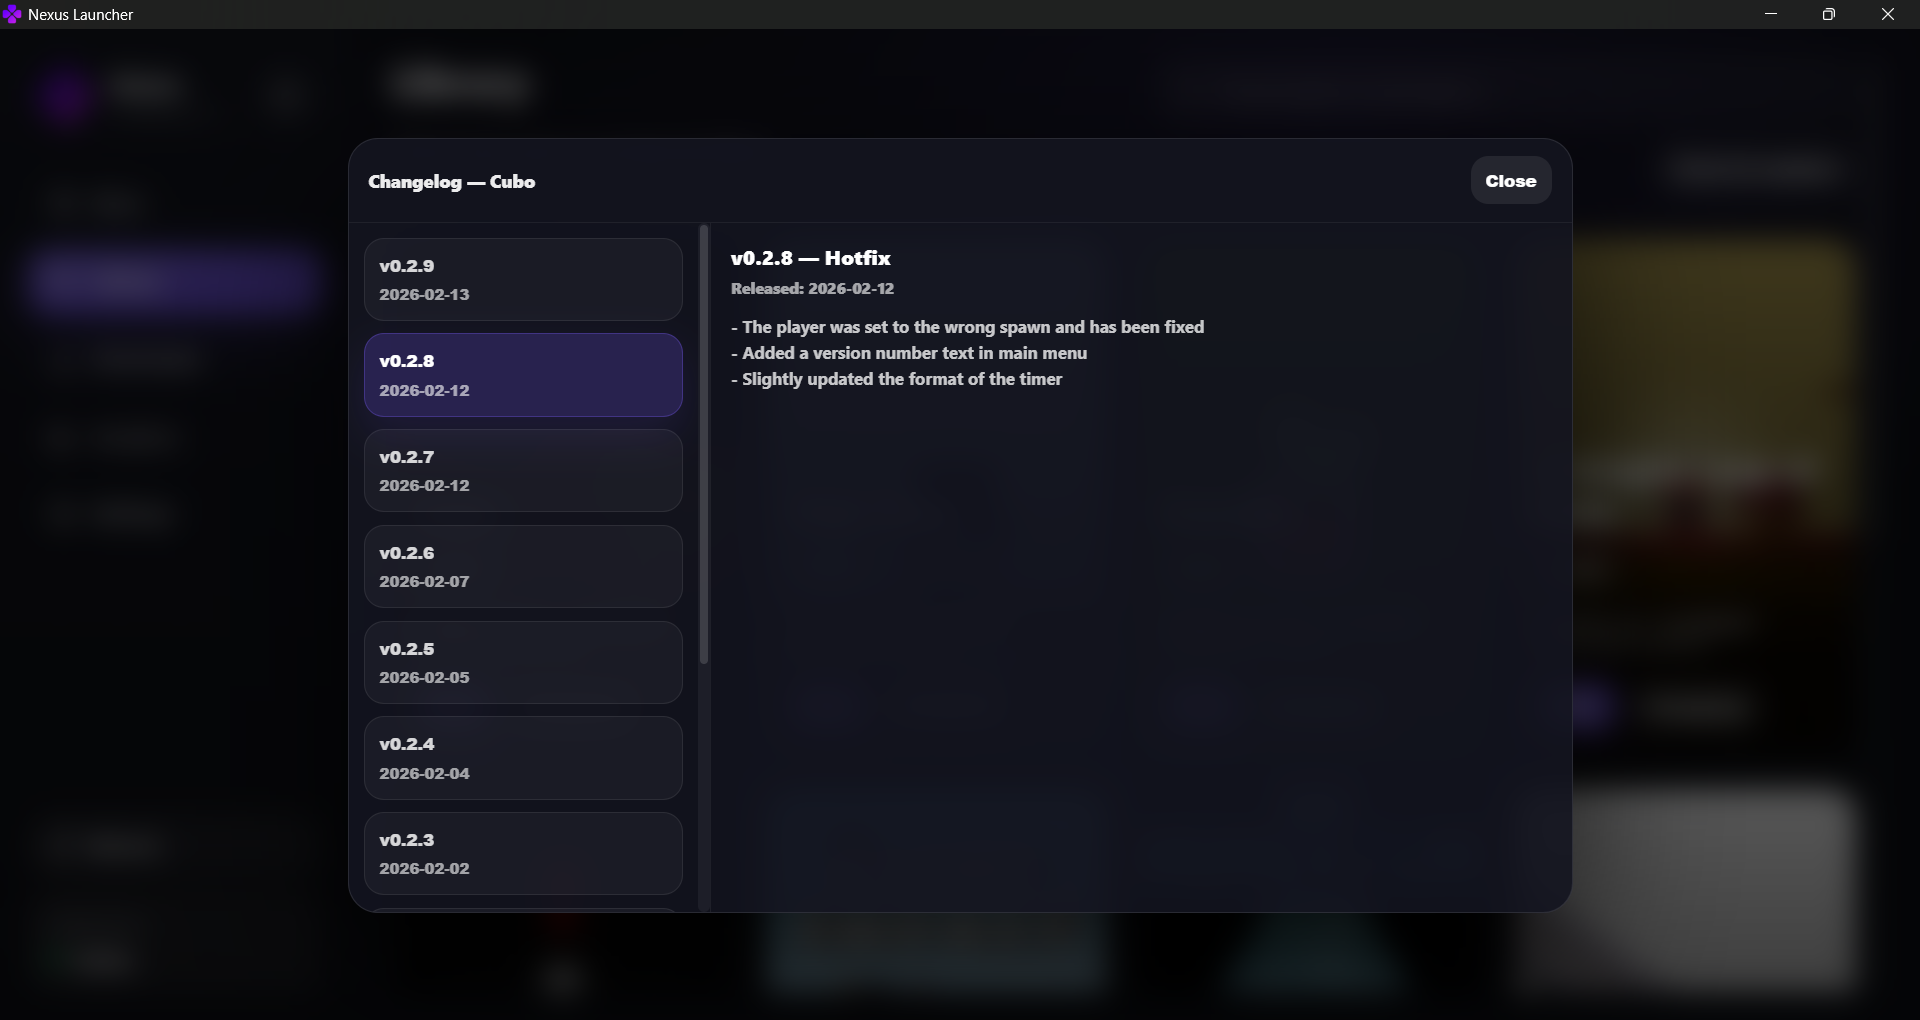 Nexus Launcher
Changelog — Cubo
Close
v0.2.9
2026-02-13
v0.2.8
2026-02-12
v0.2.7
2026-02-12
v0.2.6
2026-02-07
v0.2.5
2026-02-05
v0.2.4
2026-02-04
v0.2.3
2026-02-02
v0.2.8 — Hotfix
Released: 2026-02-12
- The player was set to the wrong spawn and has been fixed
- Added a version number text in main menu
- Slightly updated the format of the timer